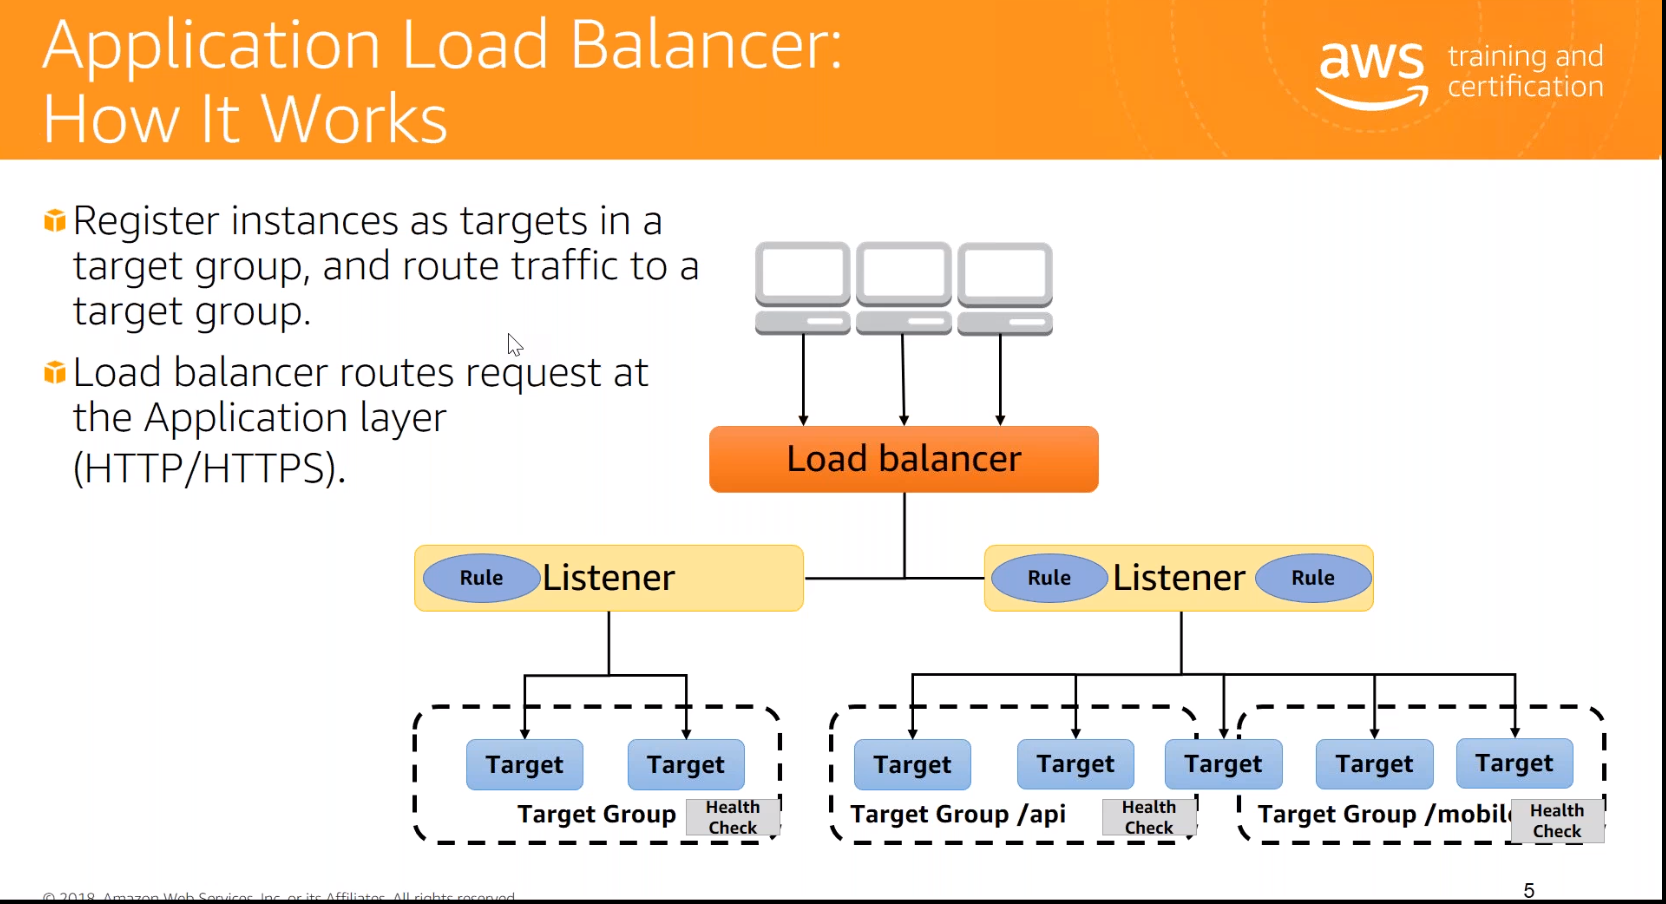 Application Load Balancer:
How It Works
aws training and
certification
Register instances as targets in a
target group, and route traffic to a
target group.
Load balancer routes request at
the Application layer
(HTTP/HTTPS).
Load balancer
Rule Listener
Rule Listener Rule
Target Target
Target Target Target Target Target
Target Group
Health
Check
Target Group /api
Health
Check
Target Group /mobile
Health
Check
© 2018, Amazon Web Services, Inc. or its Affiliates. All rights reserved.
5